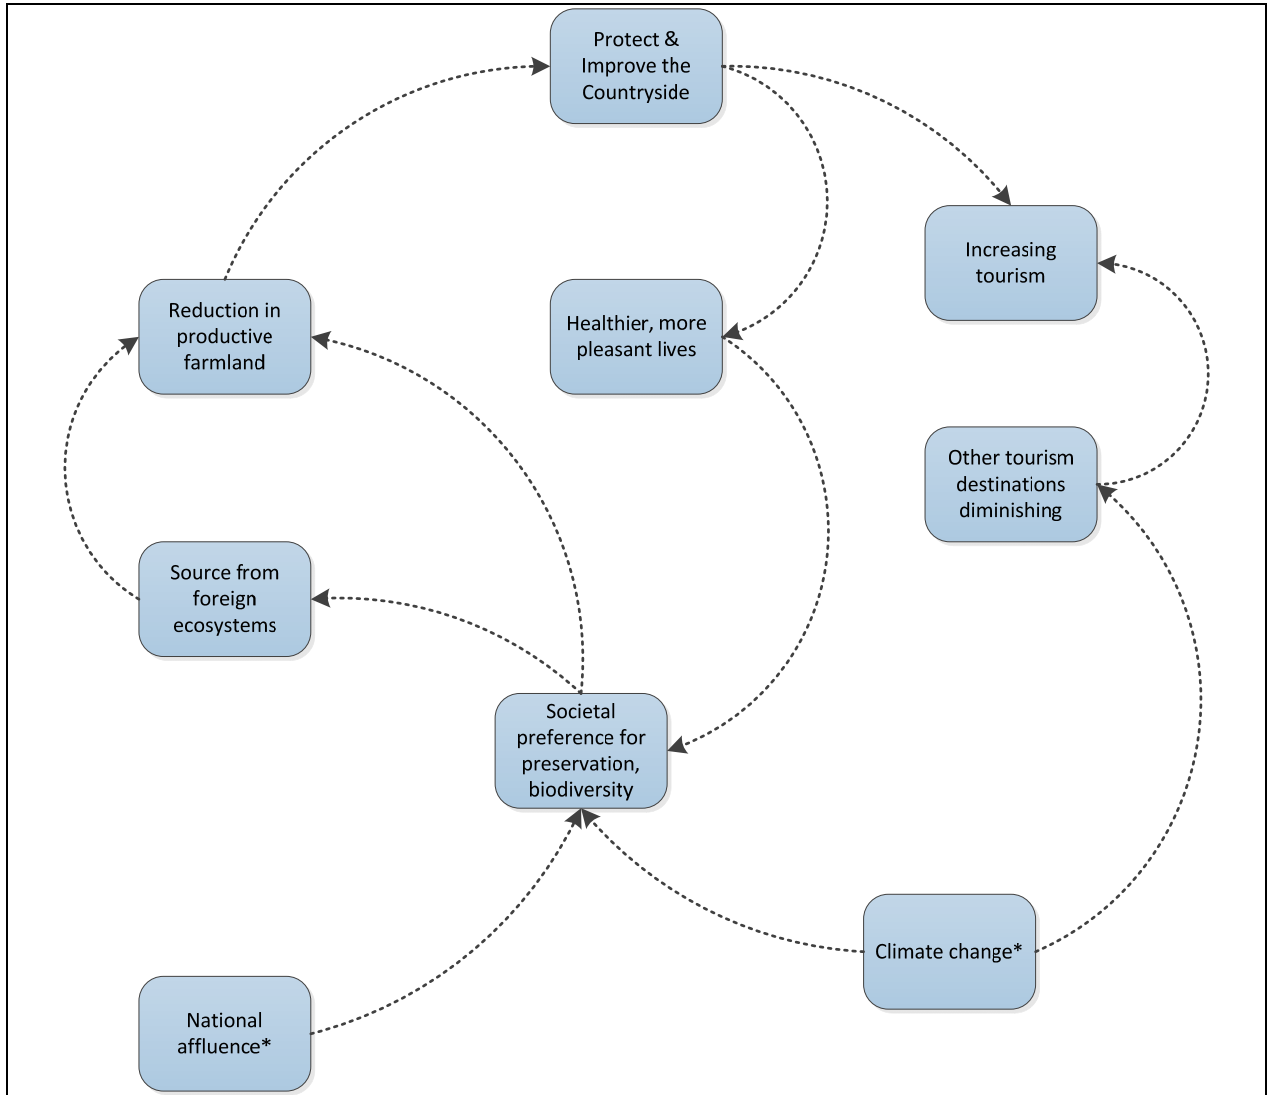 Protect &
Improve the
Countryside
Increasing
tourism
Reduction in
productive
farmland
Healthier, more
pleasant lives
Other tourism
destinations
diminishing
Source from
foreign
ecosystems
Societal
preference for
preservation,
biodiversity
Climate change*
National
affluence*